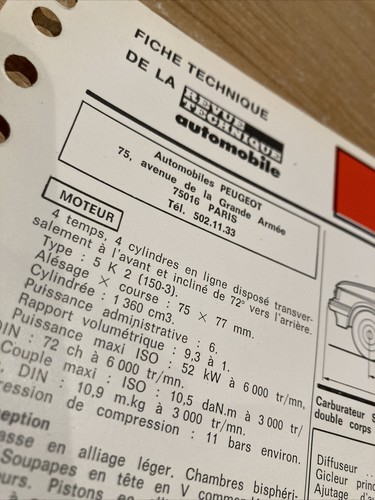 FICHE TECHNIQUE
DE LA REVUE
TECHNIQUE
automobile
Automobiles PEUGEOT
75, avenue de la Grande Armée
75016 PARIS
Tél. 502.11.33
MOTEUR
4 temps, 4 cylindres en ligne disposé transver-
salement à l'avant et incliné de 72° vers l'arrière.
Type : 5 K 2 (150-3).
Alésage × course : 75 × 77 mm.
Cylindrée : 1 360 cm3.
Puissance administrative : 6.
Rapport volumétrique : 9,3 à 1.
Puissance maxi ISO : 52 kW à 6 000 tr/mn,
DIN : 72 ch à 6 000 tr/mn.
Couple maxi : ISO : 10,5 daN.m à 3 000 tr/
DIN : 10,9 m.kg à 3 000 tr/mn.
ression de compression : 11 bars environ.
eption
asse en alliage léger. Chambres bisphéri-
Soupapes en tête en V
urs. Pistons en
Carburateur S
double corps
Diffuseur
Gicleur princ
Ajutage d'a